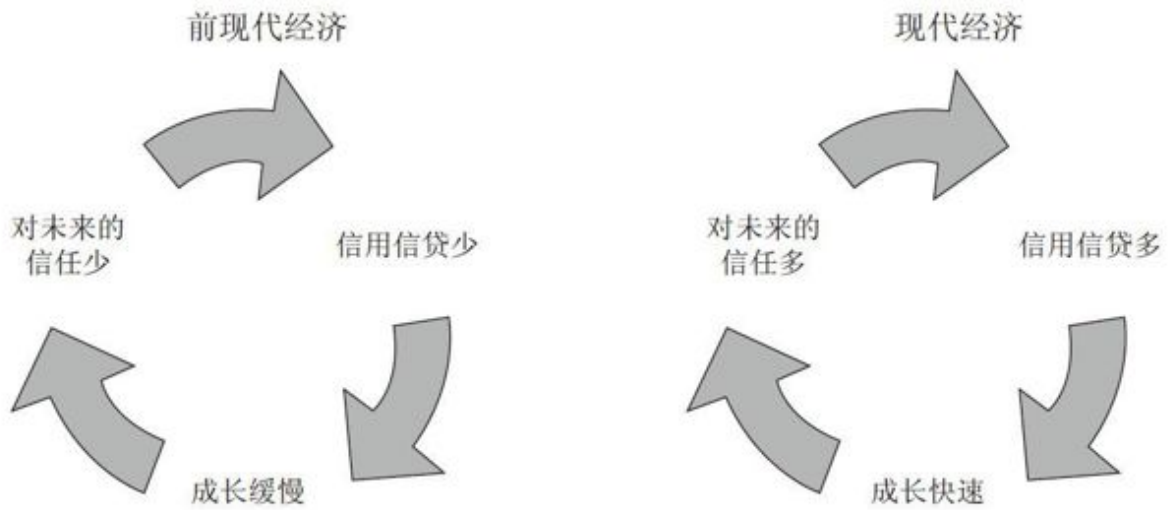 前现代经济
对未来的
信任少
信用信贷少
成长缓慢
现代经济
对未来的
信任多
信用信贷多
成长快速